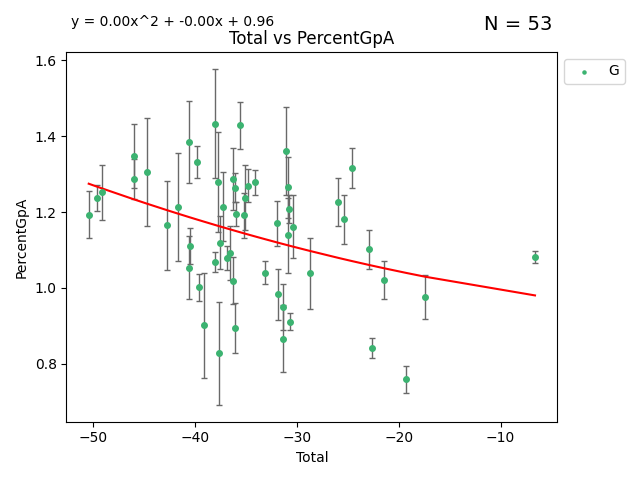 y = 0.00x^2 + -0.00x + 0.96
N = 53
Total vs PercentGpA
G
PercentGpA
1.6
1.4
1.2
1.0
0.8
−50 −40 −30 −20 −10
Total